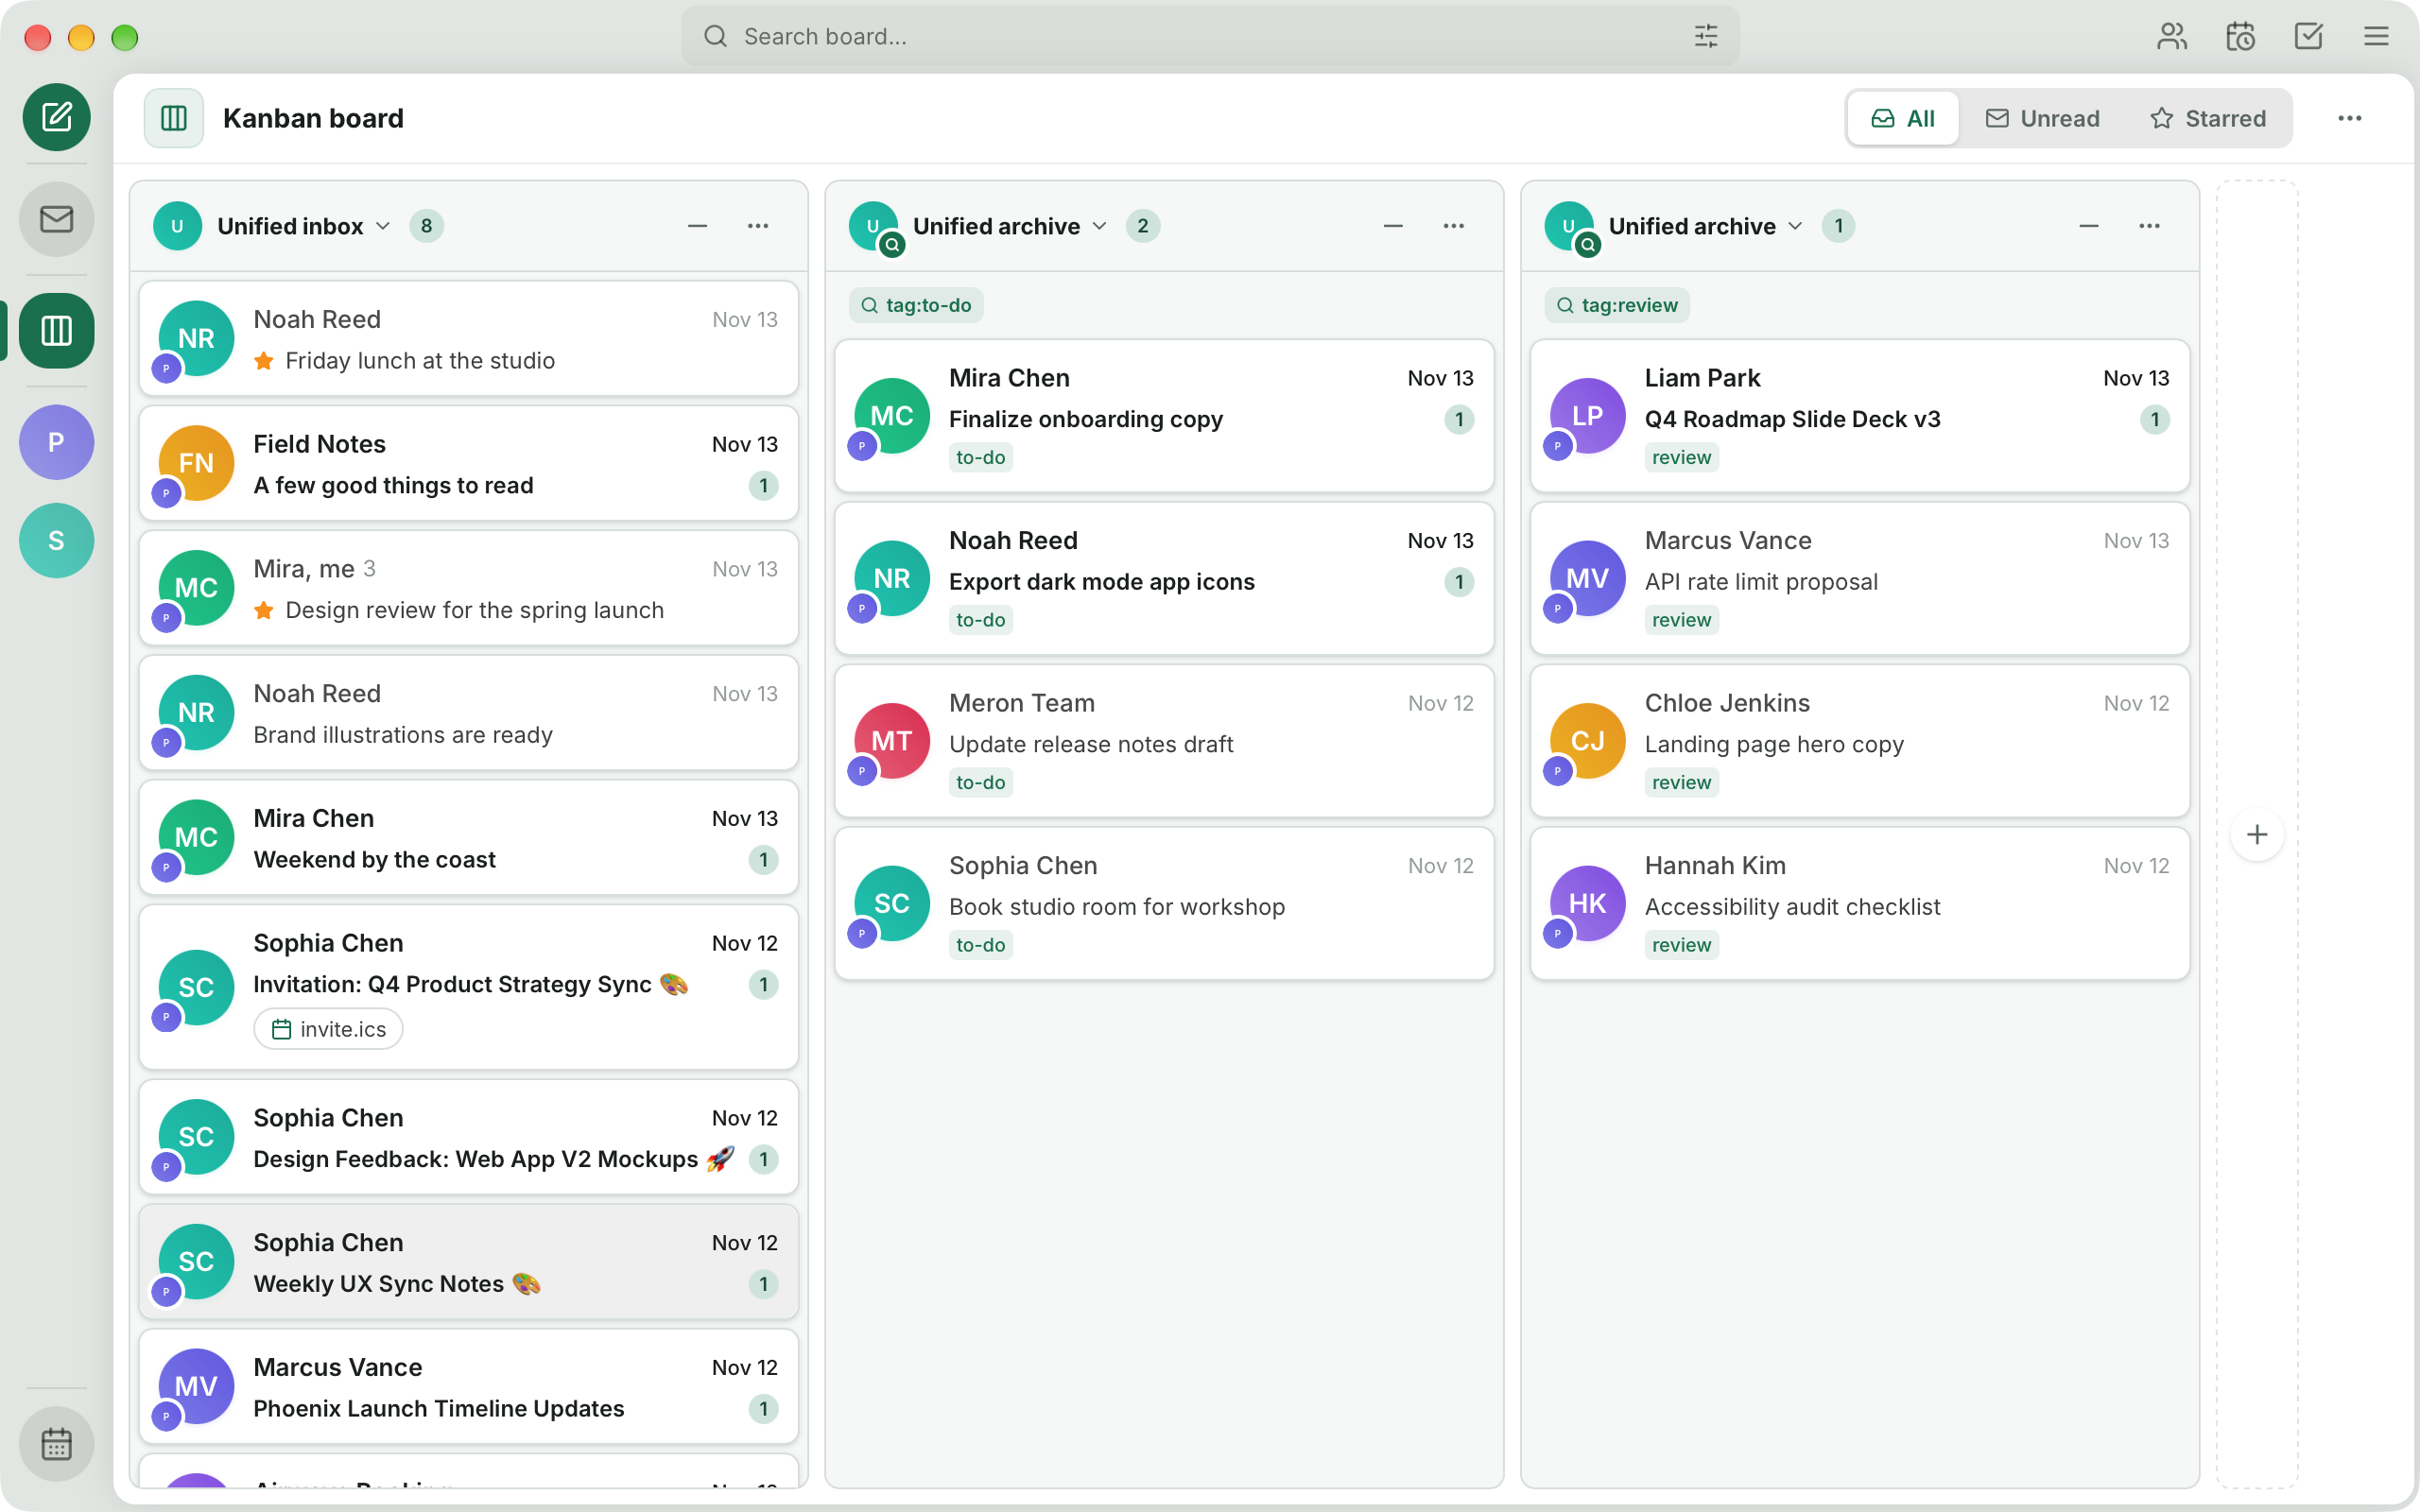 Search board...
Kanban board
All
Unread
Starred
P
S
U
Unified inbox
8
NR
P
Noah Reed
Nov 13
Friday lunch at the studio
FN
P
Field Notes
Nov 13
A few good things to read
1
MC
P
Mira, me 3
Nov 13
Design review for the spring launch
NR
P
Noah Reed
Nov 13
Brand illustrations are ready
MC
P
Mira Chen
Nov 13
Weekend by the coast
1
SC
P
Sophia Chen
Nov 12
Invitation: Q4 Product Strategy Sync 🎨
1
invite.ics
SC
P
Sophia Chen
Nov 12
Design Feedback: Web App V2 Mockups 🚀
1
SC
P
Sophia Chen
Nov 12
Weekly UX Sync Notes 🎨
1
MV
P
Marcus Vance
Nov 12
Phoenix Launch Timeline Updates
1
U
Unified archive
2
tag:to-do
MC
P
Mira Chen
Nov 13
Finalize onboarding copy
1
to-do
NR
P
Noah Reed
Nov 13
Export dark mode app icons
1
to-do
MT
P
Meron Team
Nov 12
Update release notes draft
to-do
SC
P
Sophia Chen
Nov 12
Book studio room for workshop
to-do
U
Unified archive
1
tag:review
LP
P
Liam Park
Nov 13
Q4 Roadmap Slide Deck v3
1
review
MV
P
Marcus Vance
Nov 13
API rate limit proposal
review
CJ
P
Chloe Jenkins
Nov 12
Landing page hero copy
review
HK
P
Hannah Kim
Nov 12
Accessibility audit checklist
review